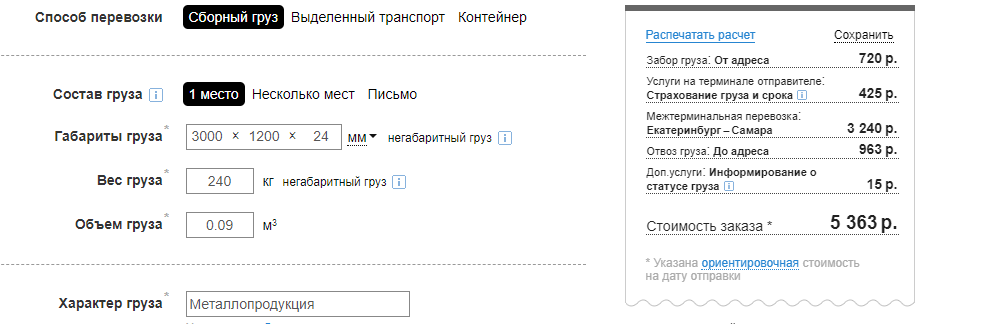 Способ перевозки Сборный груз Выделенный транспорт Контейнер
Состав груза i 1 место Несколько мест Письмо
Габариты груза* 3000 × 1200 × 24 мм негабаритный груз i
Вес груза* 240 кг негабаритный груз i
Объем груза* 0.09 м³
Характер груза* Металлопродукция
Распечатать расчет Сохранить
Забор груза: От адреса 720 р.
Услуги на терминале отправителе:
Страхование груза и срока i 425 р.
Межтерминальная перевозка:
Екатеринбург – Самара 3 240 р.
Отвоз груза: До адреса 963 р.
Доп.услуги: Информирование о
статусе груза i 15 р.
Стоимость заказа * 5 363 р.
* Указана ориентировочная стоимость
на дату отправки